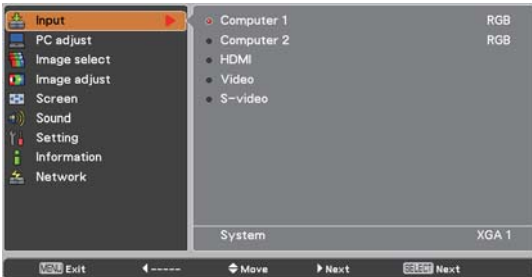 Input
PC adjust
Image select
Image adjust
Screen
Sound
Setting
Information
Network
Computer 1 RGB
Computer 2 RGB
HDMI
Video
S-video
System XGA 1
MENU Exit ◀----- Move Next SELECT Next